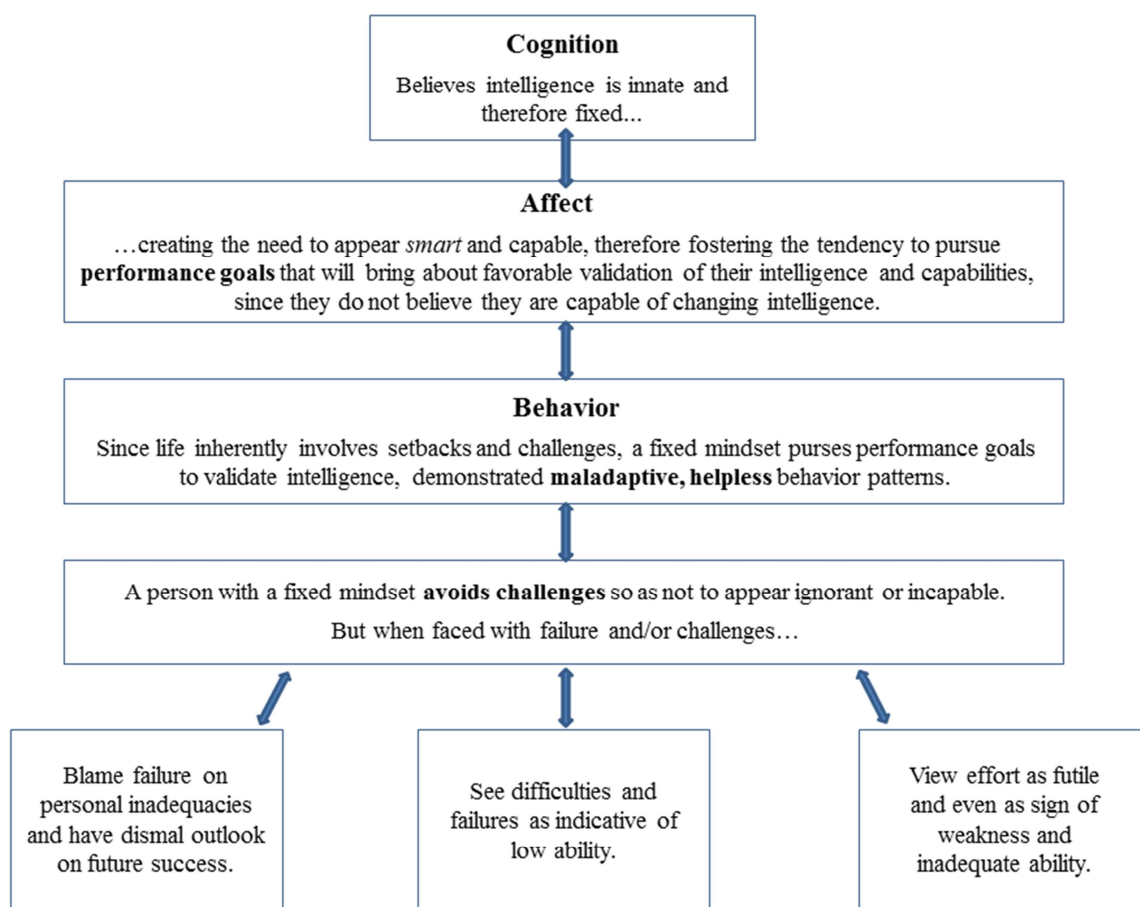 Cognition
Believes intelligence is innate and
therefore fixed...
Affect
…creating the need to appear smart and capable, therefore fostering the tendency to pursue
performance goals that will bring about favorable validation of their intelligence and capabilities,
since they do not believe they are capable of changing intelligence.
Behavior
Since life inherently involves setbacks and challenges, a fixed mindset purses performance goals
to validate intelligence, demonstrated maladaptive, helpless behavior patterns.
A person with a fixed mindset avoids challenges so as not to appear ignorant or incapable.
But when faced with failure and/or challenges…
Blame failure on
personal inadequacies
and have dismal outlook
on future success.
See difficulties and
failures as indicative of
low ability.
View effort as futile
and even as sign of
weakness and
inadequate ability.